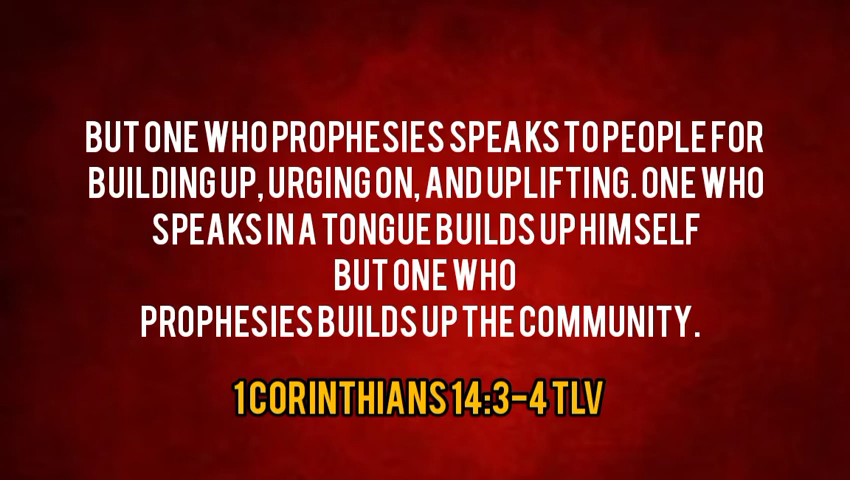 BUT ONE WHO PROPHESIES SPEAKS TO PEOPLE FOR
BUILDING UP, URGING ON, AND UPLIFTING. ONE WHO
SPEAKS IN A TONGUE BUILDS UP HIMSELF
BUT ONE WHO
PROPHESIES BUILDS UP THE COMMUNITY.
1 CORINTHIANS 14:3-4 TLV